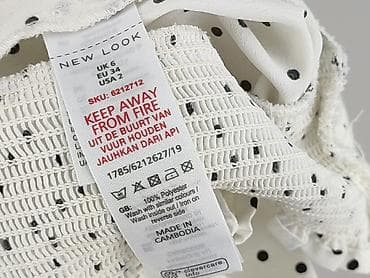 NEW LOOK
UK 6
EU 34
USA 2
SKU: 6212712
KEEP AWAY
FROM FIRE
UIT DE BUURT VAN
VUUR HOUDEN
JAUHKAN DARI API
1785/6212627/19
GB: 100% Polyester
Wash with similar colours /
Wash inside out / Iron on
reverse side
MADE IN
CAMBODIA
clevercare.info